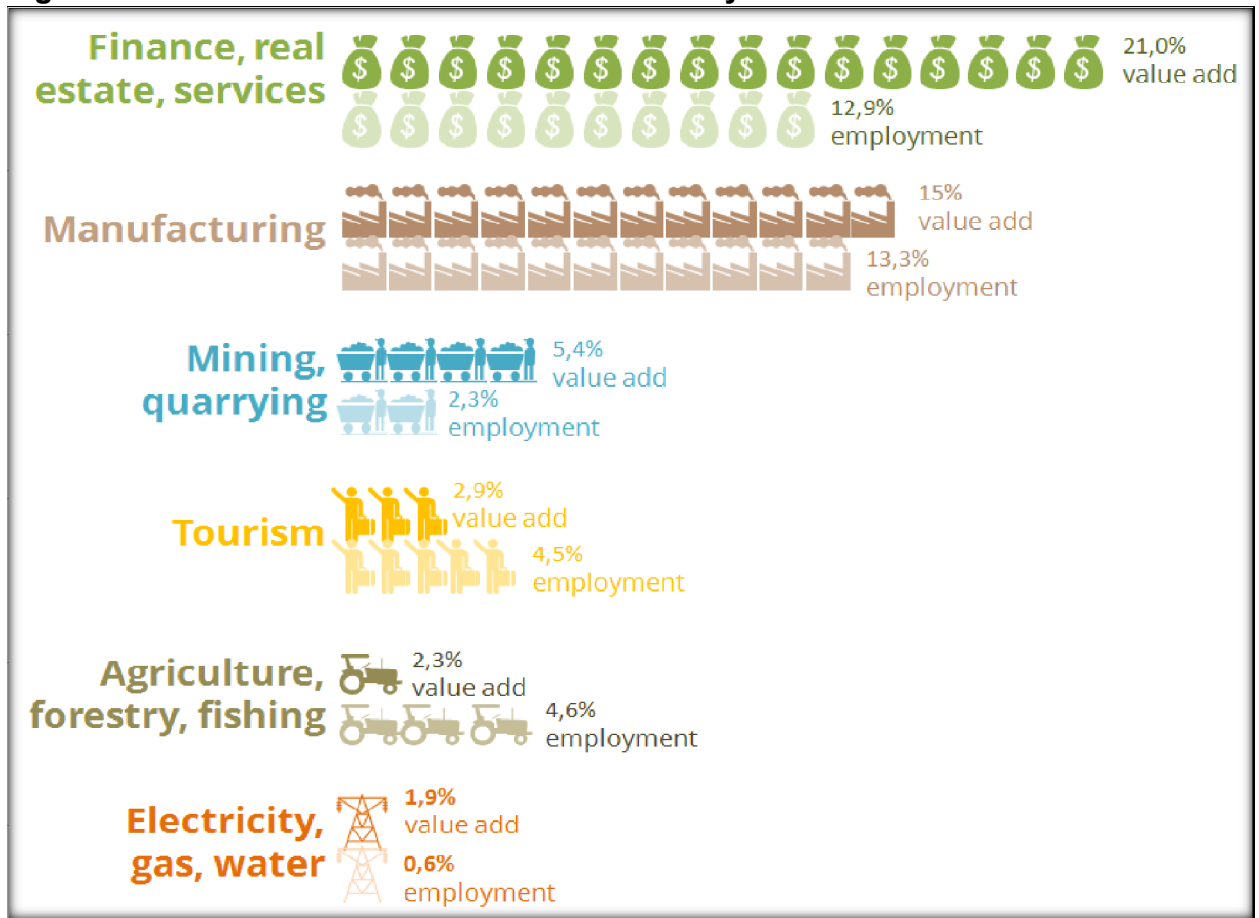 Finance, real
estate, services
21,0%
value add
12,9%
employment
Manufacturing
15%
value add
13,3%
employment
Mining,
quarrying
5,4%
value add
2,3%
employment
Tourism
2,9%
value add
4,5%
employment
Agriculture,
forestry, fishing
2,3%
value add
4,6%
employment
Electricity,
gas, water
1,9%
value add
0,6%
employment